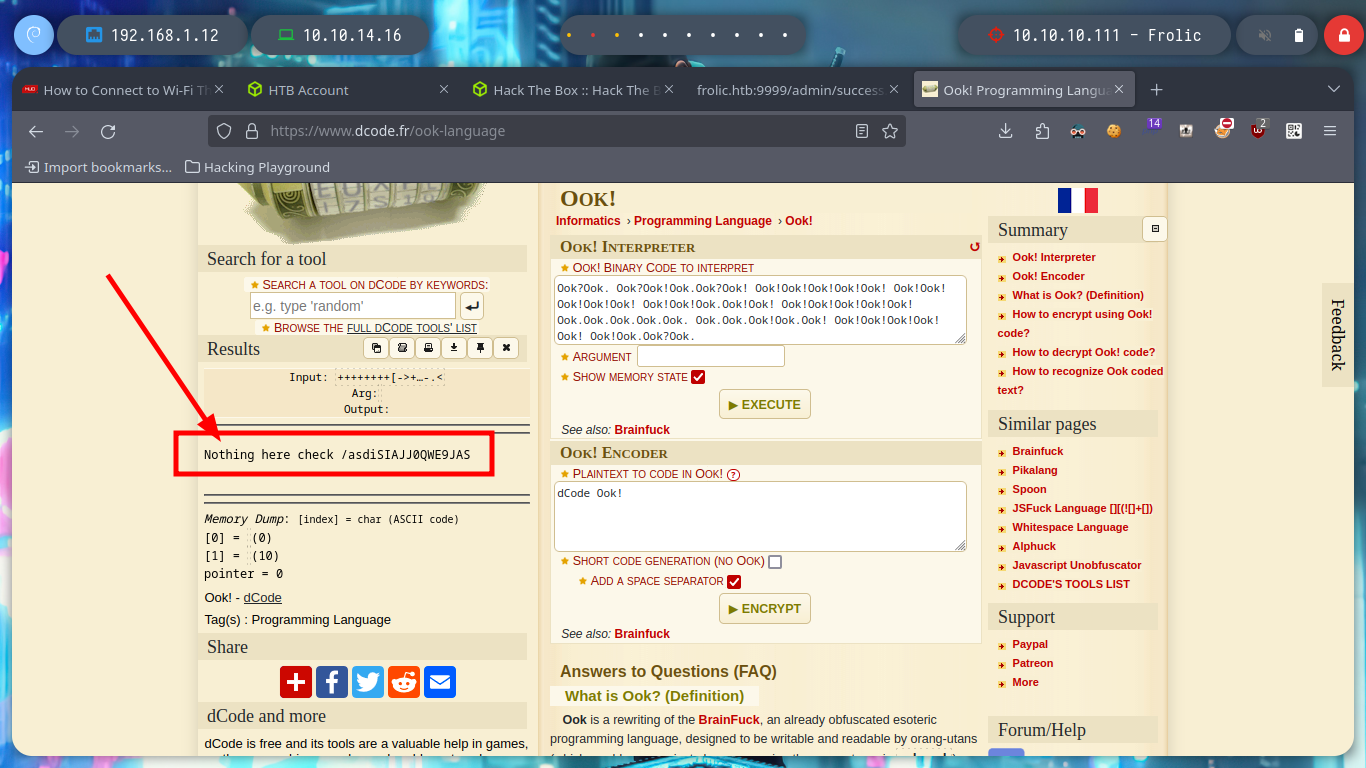 192.168.1.12
10.10.14.16
10.10.10.111 – Frolic
How to Connect to Wi-Fi Th
HTB Account
Hack The Box :: Hack The B
frolic.htb:9999/admin/success
Ook! Programming Langua
https://www.dcode.fr/ook-language
14
2
Import bookmarks...
Hacking Playground
Search for a tool
Search a tool on dCode by keywords:
e.g. type 'random'
Browse the full dCode tools' list
Results
Input: ++++++++[->+…-.<
Arg:
Output:
Nothing here check /asdiSIAJJ0QWE9JAS
Memory Dump: [index] = char (ASCII code)
[0] = (0)
[1] = (10)
pointer = 0
Ook! - dCode
Tag(s) : Programming Language
Share
dCode and more
dCode is free and its tools are a valuable help in games,
Ook!
Informatics › Programming Language › Ook!
Ook! Interpreter
Ook! Binary Code to interpret
Ook?Ook. Ook?Ook!Ook.Ook?Ook! Ook!Ook!Ook!Ook!Ook! Ook!Ook!
Ook!Ook!Ook! Ook!Ook!Ook.Ook!Ook! Ook!Ook!Ook!Ook!Ook!
Ook.Ook.Ook.Ook.Ook. Ook.Ook.Ook!Ook.Ook! Ook!Ook!Ook!Ook!
Ook! Ook!Ook.Ook?Ook.
Argument
Show memory state
▶ EXECUTE
See also: Brainfuck
Ook! Encoder
Plaintext to code in Ook! ?
dCode Ook!
Short code generation (no Ook)
Add a space separator
▶ ENCRYPT
See also: Brainfuck
Answers to Questions (FAQ)
What is Ook? (Definition)
Ook is a rewriting of the BrainFuck, an already obfuscated esoteric
programming language, designed to be writable and readable by orang-utans
Summary
Ook! Interpreter
Ook! Encoder
What is Ook? (Definition)
How to encrypt using Ook!
code?
How to decrypt Ook! code?
How to recognize Ook coded
text?
Similar pages
Brainfuck
Pikalang
Spoon
JSFuck Language [][(![]+[])
Whitespace Language
Alphuck
Javascript Unobfuscator
DCODE'S TOOLS LIST
Support
Paypal
Patreon
More
Forum/Help
Feedback